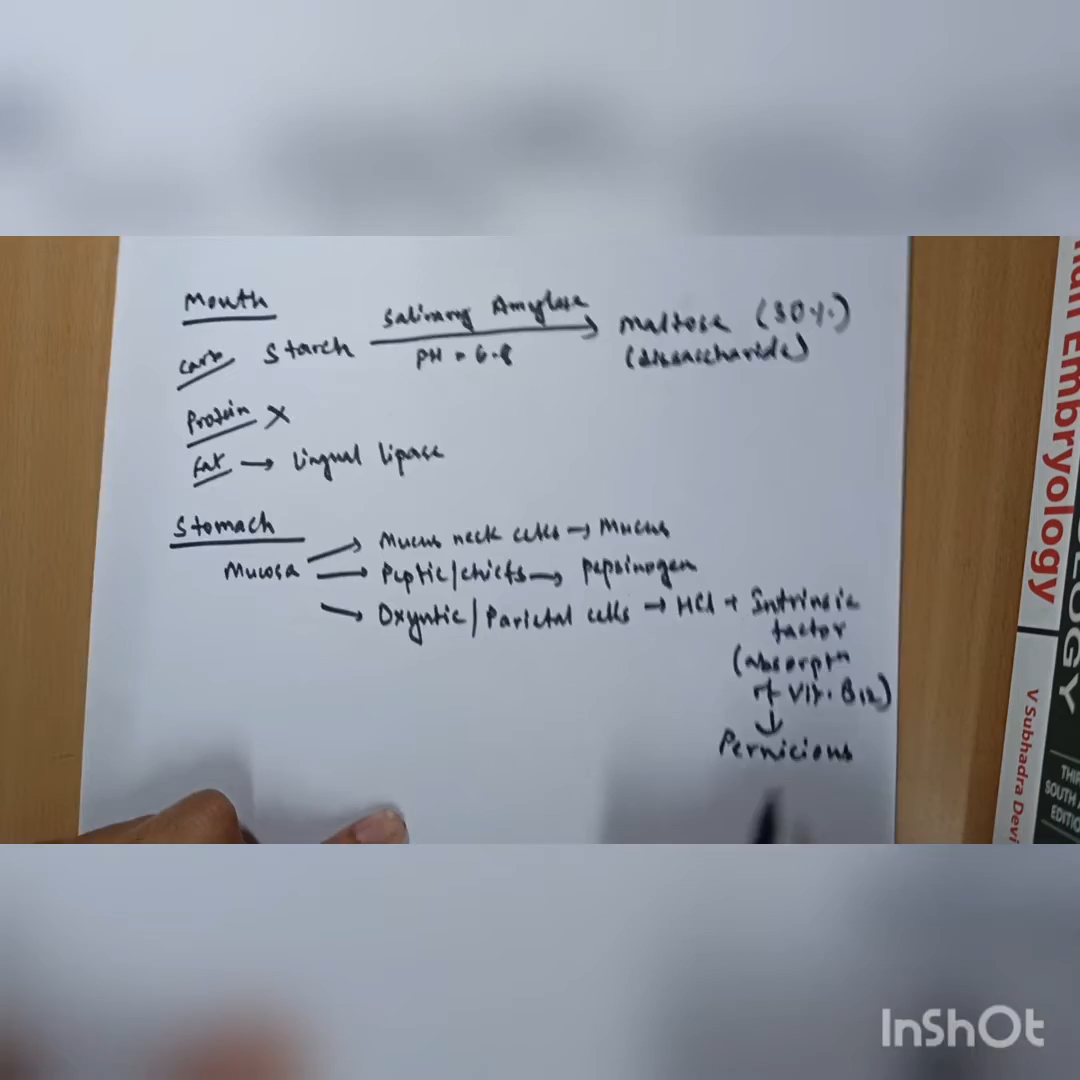 Mouth
Carb Starch Salivary Amylase Maltose (30%)
PH = 6.8 (disaccharide)
Protein X
Fat → Lingual lipase
Stomach
Mucosa → Mucus neck cells → Mucus
→ Peptic/chiefs → pepsinogen
→ Oxyntic/Parietal cells → HCl + Intrinsic
factor
(absorptn
of Vit. B12)
↓
Pernicious
Embryology
V Subhadra Devi
SOUTH
EDITIO
InShOt